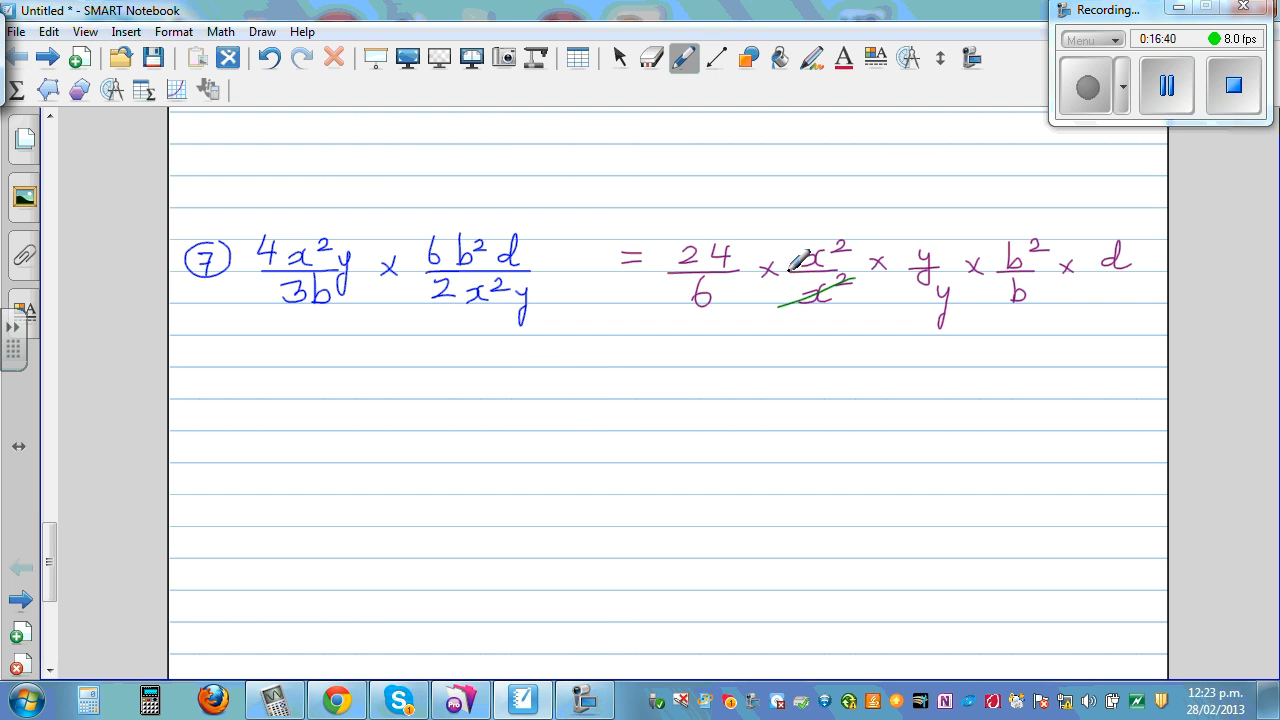 Untitled * - SMART Notebook
Recording...
File Edit View Insert Format Math Draw Help
Menu 0:16:40 8.0 fps
⑦ 4x²y/3b × 6b²d/2x²y = 24/6 × x²/x² × y/y × b²/b × d
12:23 p.m.
28/02/2013